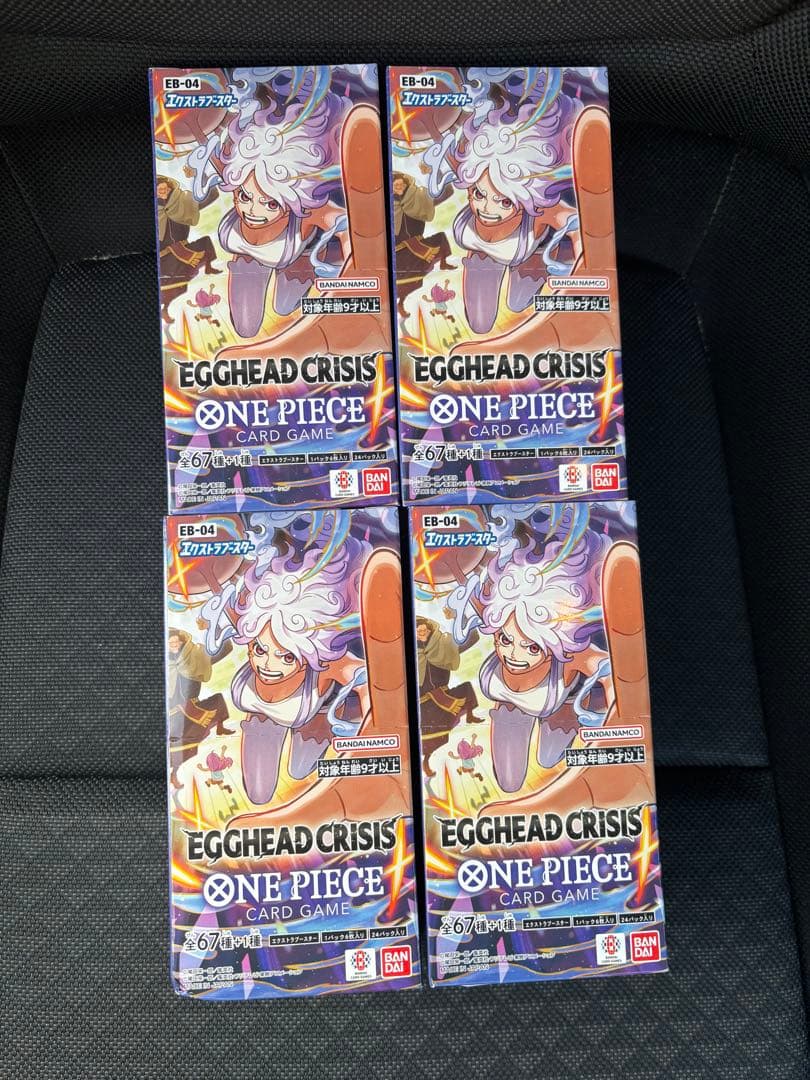 EB-04
エクストラブースター
BANDAI NAMCO
対象年齢9才以上
EGGHEAD CRISIS
ONE PIECE
CARD GAME
全67種+1種
エクストラブースター 1パック6枚入り 24パック入り
MADE IN JAPAN
BAN
DAI
EB-04
エクストラブースター
BANDAI NAMCO
対象年齢9才以上
EGGHEAD CRISIS
ONE PIECE
CARD GAME
全67種+1種
エクストラブースター 1パック6枚入り 24パック入り
MADE IN JAPAN
BAN
DAI
EB-04
エクストラブースター
BANDAI NAMCO
対象年齢9才以上
EGGHEAD CRISIS
ONE PIECE
CARD GAME
全67種+1種
エクストラブースター 1パック6枚入り 24パック入り
MADE IN JAPAN
BAN
DAI
EB-04
エクストラブースター
BANDAI NAMCO
対象年齢9才以上
EGGHEAD CRISIS
ONE PIECE
CARD GAME
全67種+1種
エクストラブースター 1パック6枚入り 24パック入り
MADE IN JAPAN
BAN
DAI